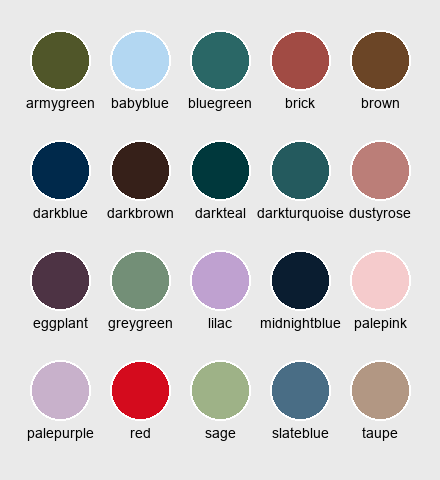 armygreen babyblue bluegreen brick brown
darkblue darkbrown darkteal darkturquoise dustyrose
eggplant greygreen lilac midnightblue palepink
palepurple red sage slateblue taupe